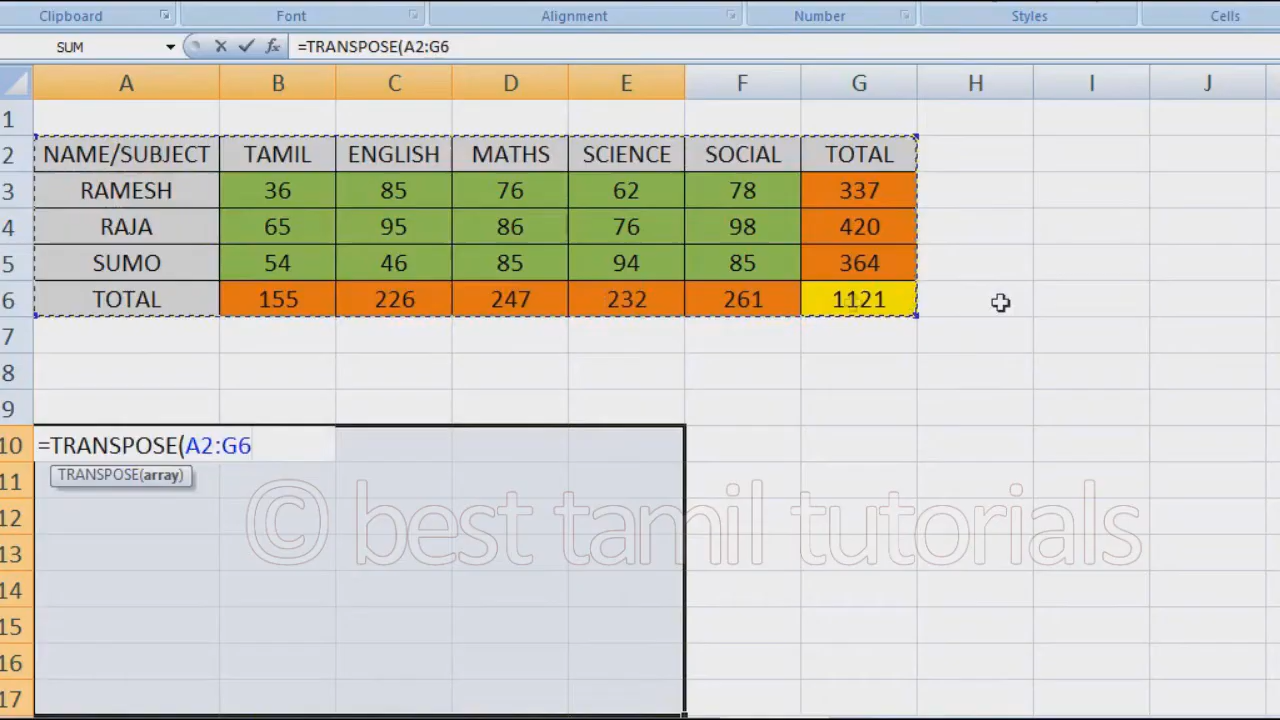 Clipboard Font Alignment Number Styles Cells
SUM =TRANSPOSE(A2:G6
A B C D E F G H I J
1
2 NAME/SUBJECT TAMIL ENGLISH MATHS SCIENCE SOCIAL TOTAL
3 RAMESH 36 85 76 62 78 337
4 RAJA 65 95 86 76 98 420
5 SUMO 54 46 85 94 85 364
6 TOTAL 155 226 247 232 261 1121
7
8
9
10 =TRANSPOSE(A2:G6
11 TRANSPOSE(array)
12 © best tamil tutorials
13
14
15
16
17